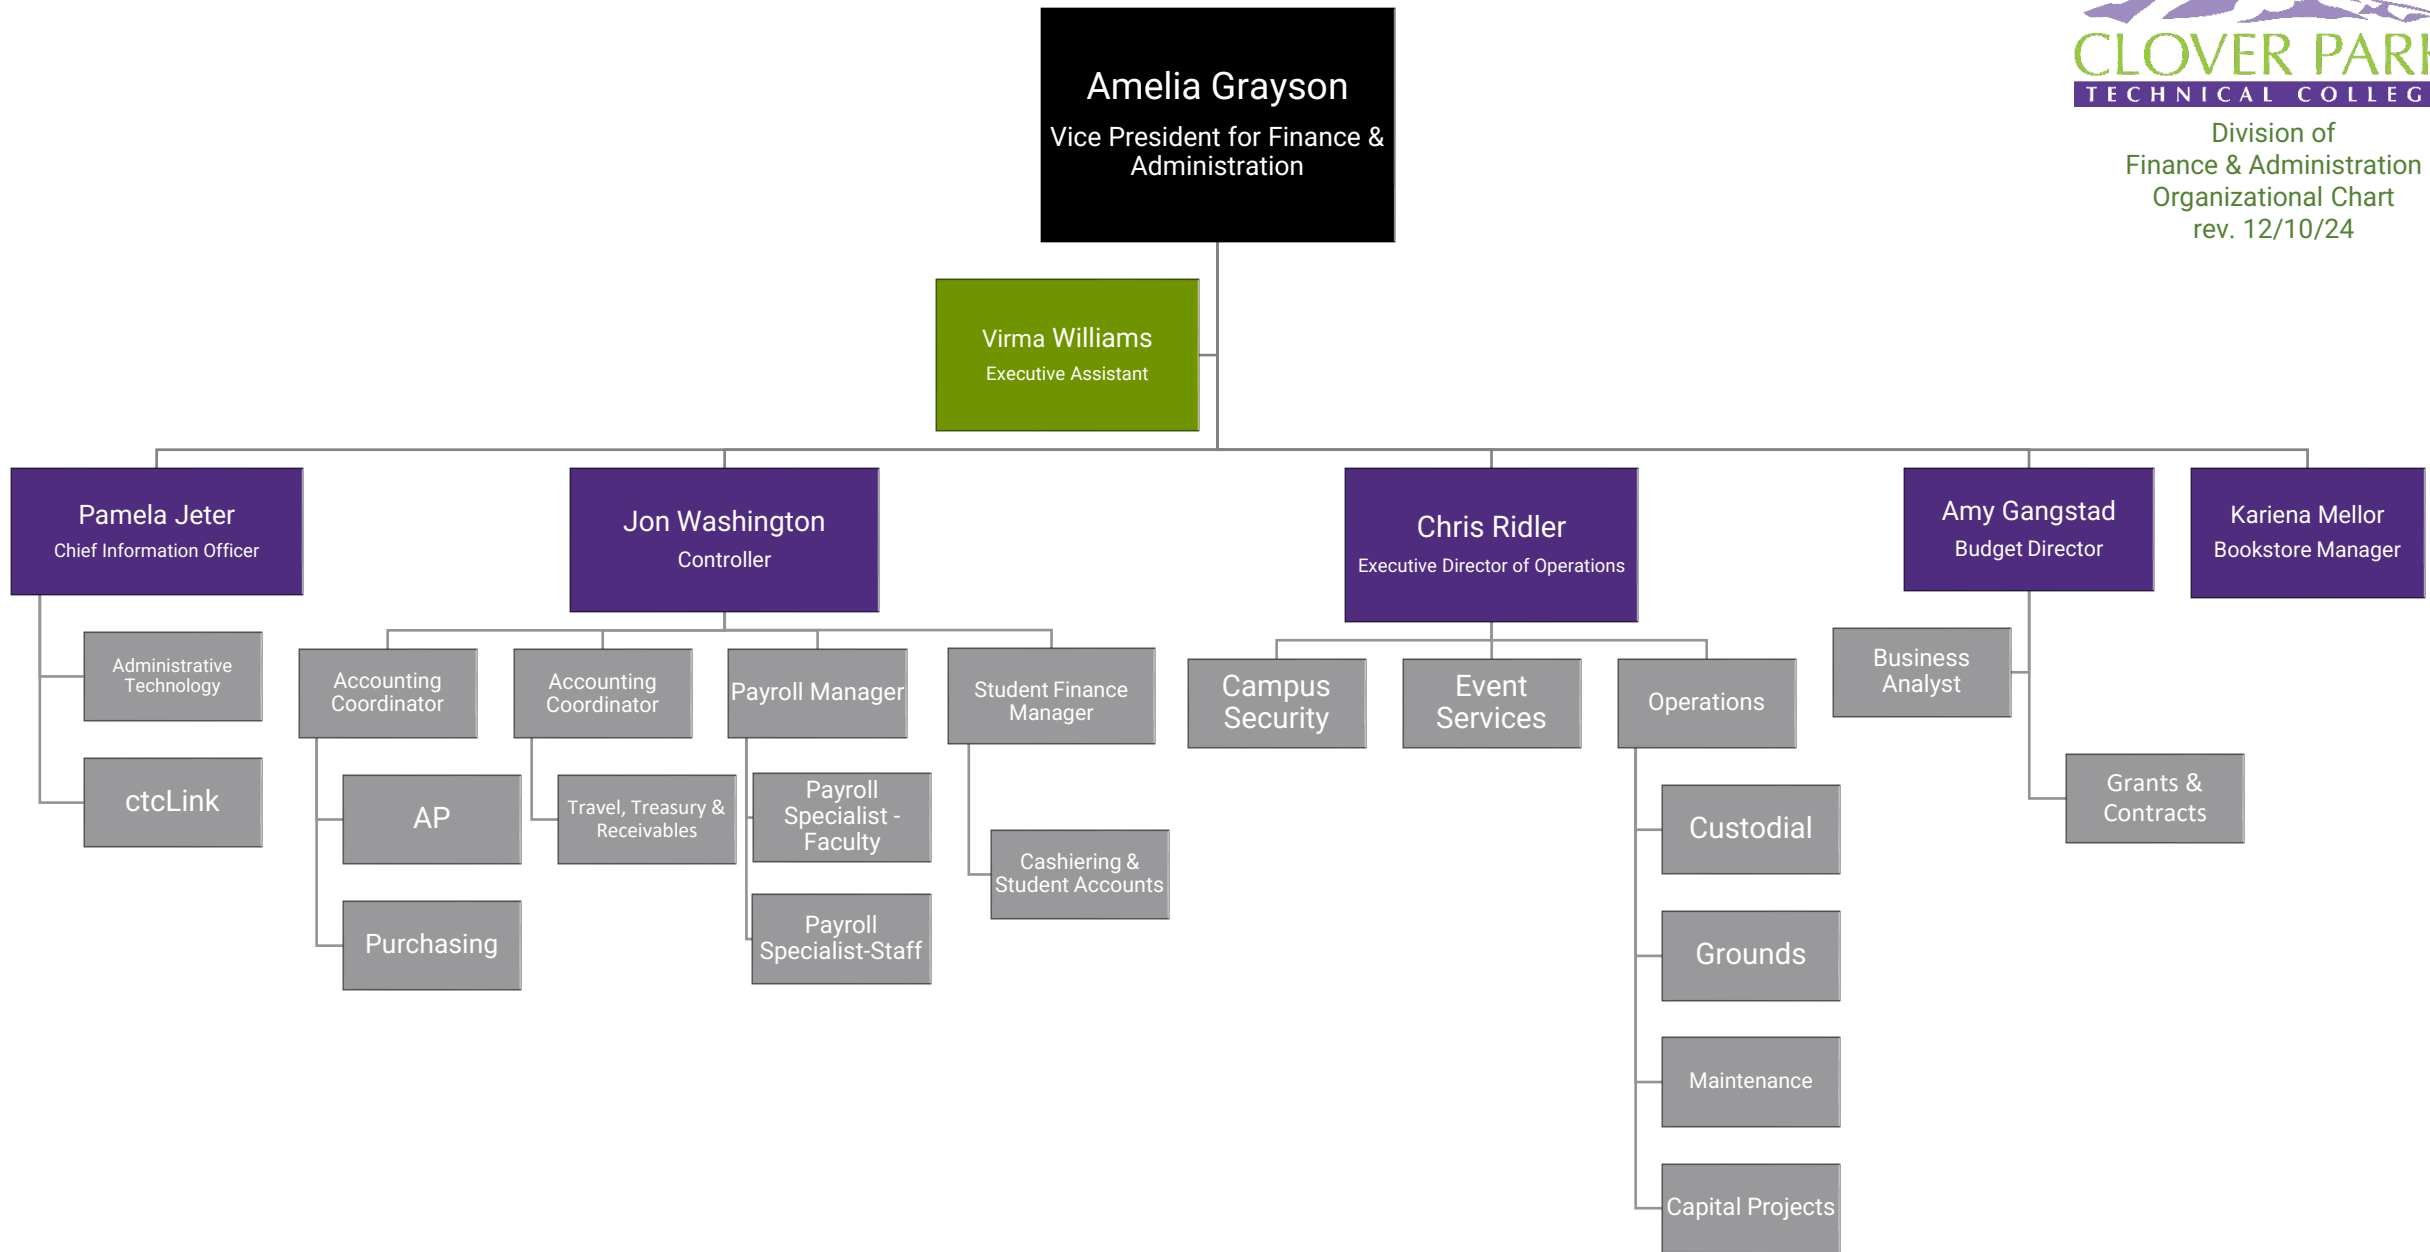 CLOVER PARK
TECHNICAL COLLEG
Division of
Finance & Administration
Organizational Chart
rev. 12/10/24
Amelia Grayson
Vice President for Finance &
Administration
Virma Williams
Executive Assistant
Pamela Jeter
Chief Information Officer
Jon Washington
Controller
Chris Ridler
Executive Director of Operations
Amy Gangstad
Budget Director
Kariena Mellor
Bookstore Manager
Administrative
Technology
ctcLink
Accounting
Coordinator
AP
Purchasing
Accounting
Coordinator
Travel, Treasury &
Receivables
Payroll Manager
Payroll
Specialist -
Faculty
Payroll
Specialist-Staff
Student Finance
Manager
Cashiering &
Student Accounts
Campus
Security
Event
Services
Operations
Custodial
Grounds
Maintenance
Capital Projects
Business
Analyst
Grants &
Contracts